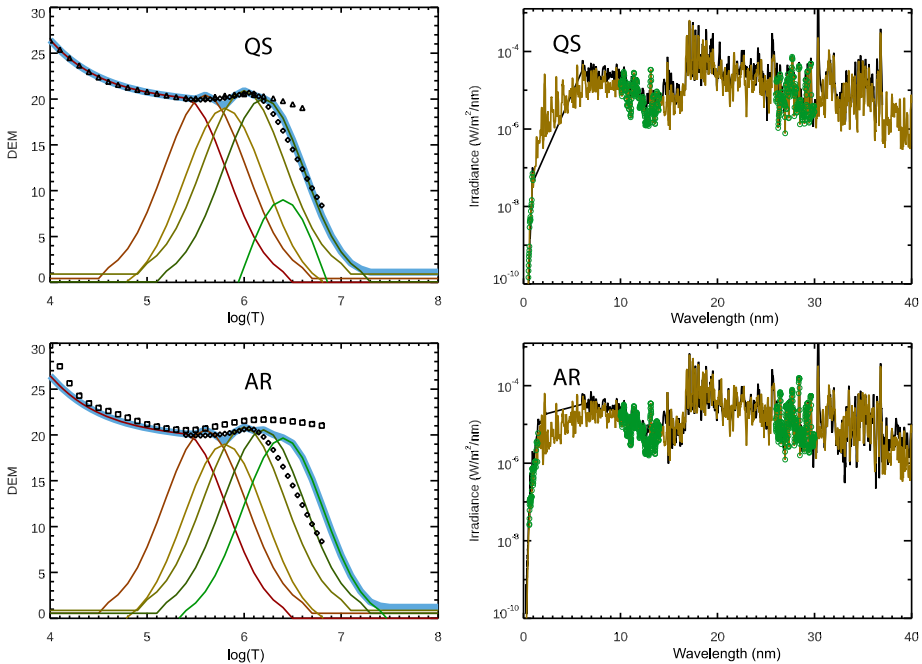 QS
DEM
30
25
20
15
10
5
0
4 5 6 7 8
log(T)
QS
Irradiance (W/m²/nm)
10⁻⁴
10⁻⁶
10⁻⁸
10⁻¹⁰
0 10 20 30 40
Wavelength (nm)
AR
DEM
30
25
20
15
10
5
0
4 5 6 7 8
log(T)
AR
Irradiance (W/m²/nm)
10⁻⁴
10⁻⁶
10⁻⁸
10⁻¹⁰
0 10 20 30 40
Wavelength (nm)